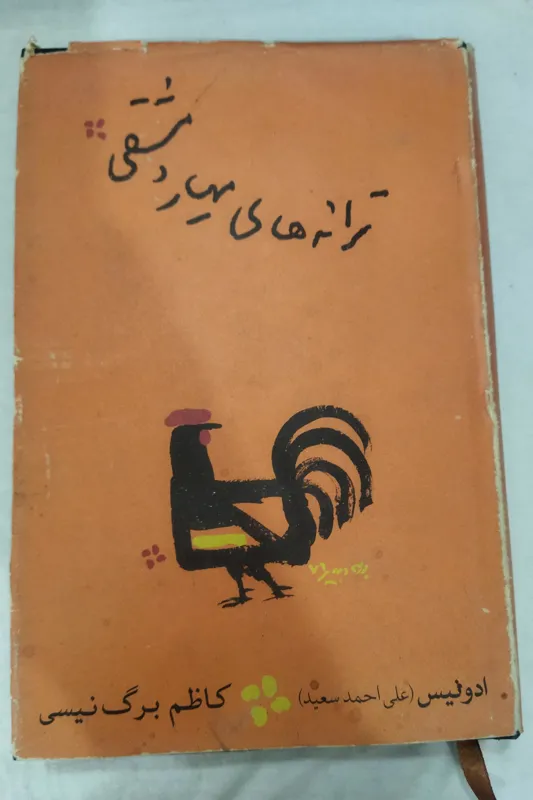 ترانه های مهیار دمشقی
ادونیس (علی احمد سعید) کاظم برگ نیسی